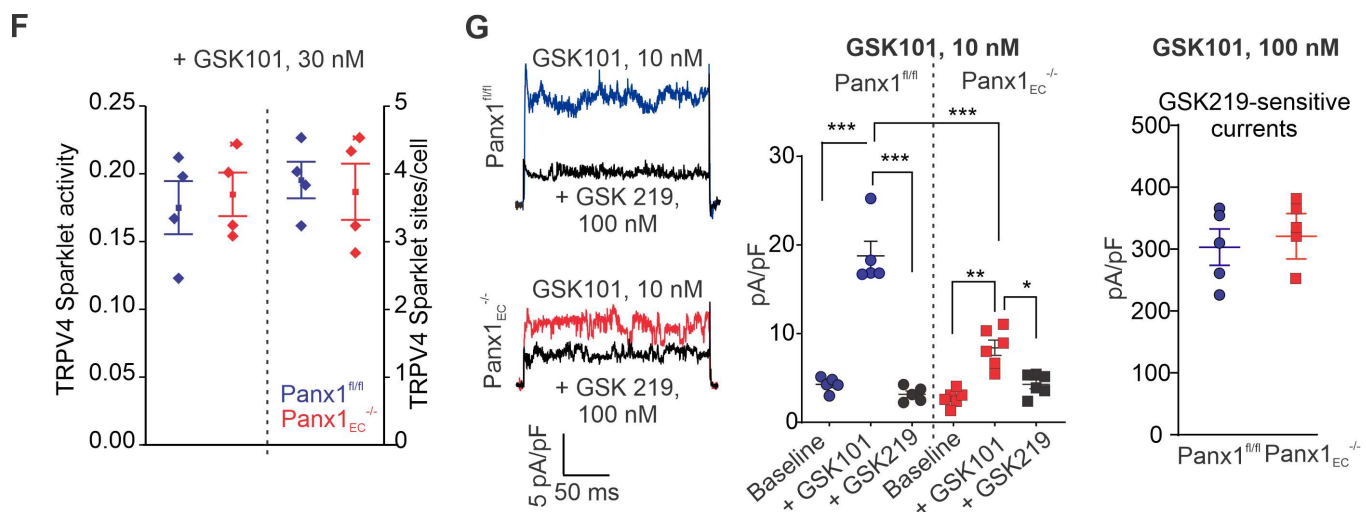 F
+ GSK101, 30 nM
TRPV4 Sparklet activity
0.25
0.20
0.15
0.10
0.05
0.00
5
4
3
2
1
0
TRPV4 Sparklet sites/cell
Panx1fl/fl
Panx1EC-/-
G
Panx1fl/fl
GSK101, 10 nM
+ GSK 219,
100 nM
Panx1EC-/-
GSK101, 10 nM
+ GSK 219,
100 nM
5 pA/pF
50 ms
GSK101, 10 nM
Panx1fl/fl
Panx1EC-/-
***
***
***
**
*
pA/pF
30
20
10
0
Baseline
+ GSK101
+ GSK219
Baseline
+ GSK101
+ GSK219
GSK101, 100 nM
GSK219-sensitive
currents
pA/pF
500
400
300
200
100
0
Panx1fl/fl Panx1EC-/-